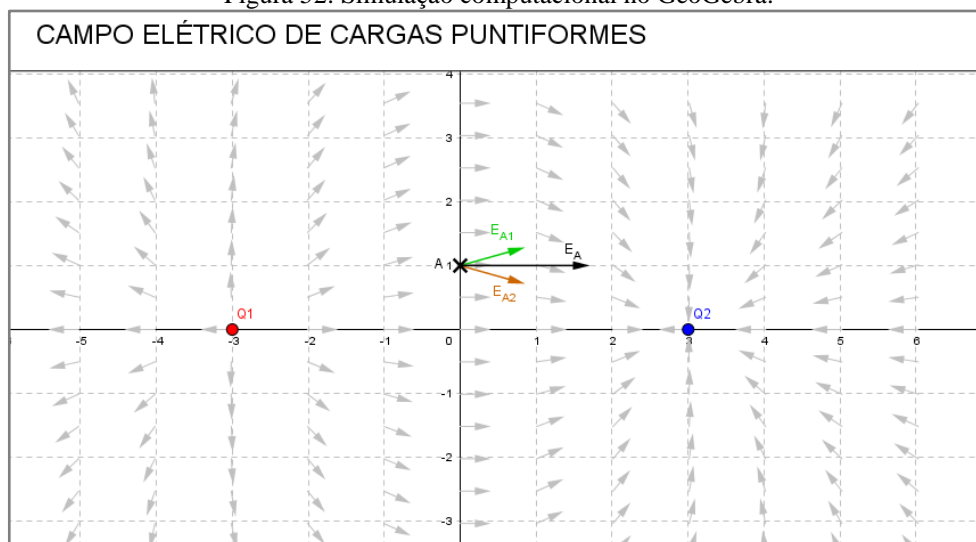 Figura 32: Simulação computacional no GeoGebra.
CAMPO ELÉTRICO DE CARGAS PUNTIFORMES
4
3
2
E_A1
E_A
A 1
E_A2
Q1
Q2
-5 -4 -3 -2 -1 0 1 2 3 4 5 6
-1
-2
-3